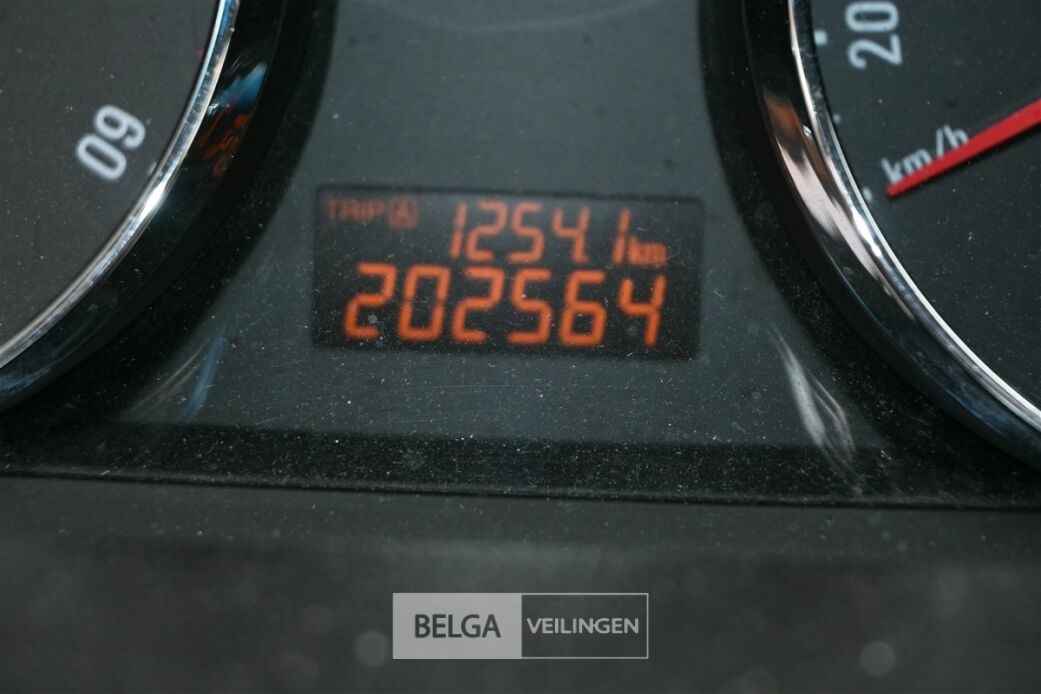 60
20
km/h
TRIP A 1254.1 km
202564
BELGA VEILINGEN